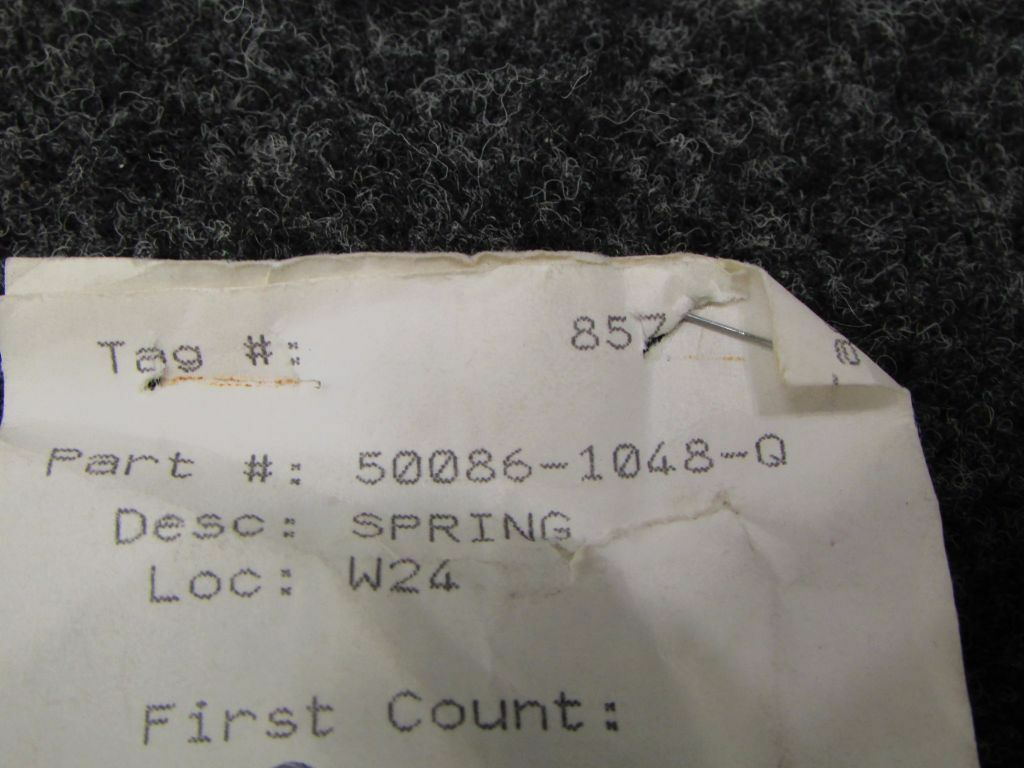 Tag #: 857
Part #: 50086-1048-Q
Desc: SPRING
Loc: W24
First Count: